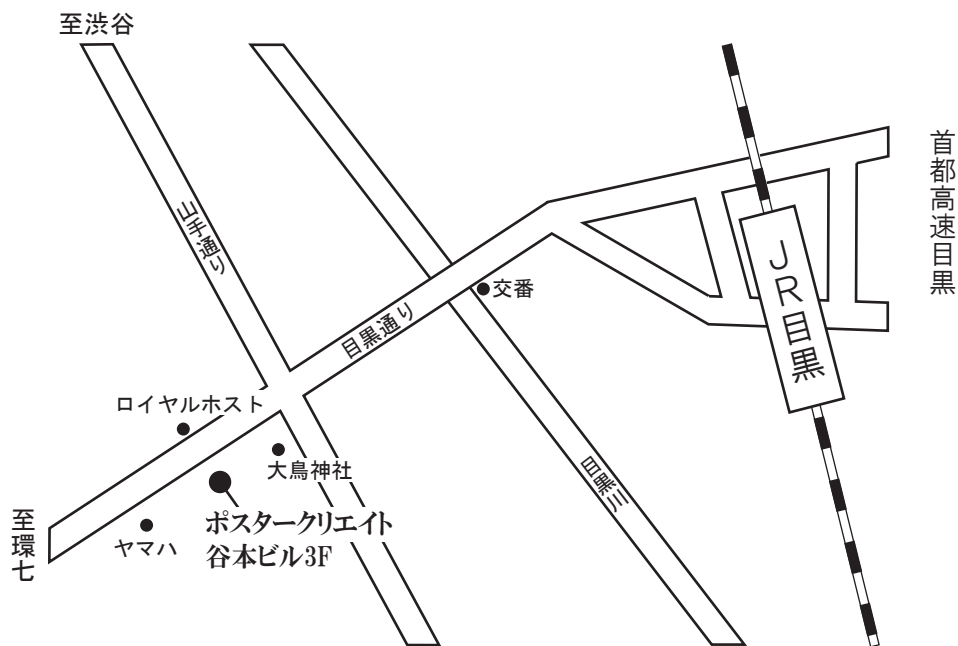 至渋谷
首都高速目黒
山手通り
JR目黒
交番
目黒通り
ロイヤルホスト
大鳥神社
目黒川
至環七
ヤマハ
ポスタークリエイト
谷本ビル3F